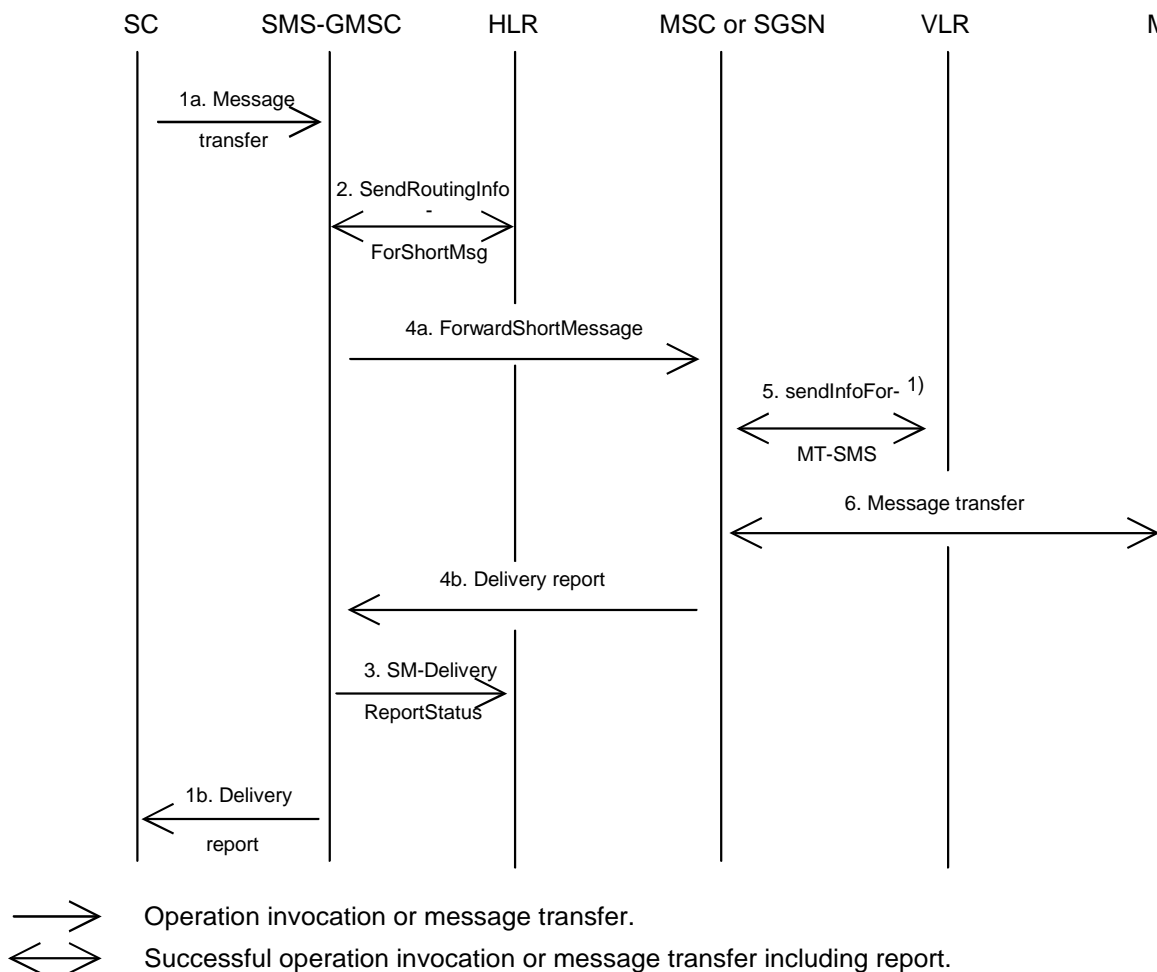 SC SMS-GMSC HLR MSC or SGSN VLR M
1a. Message
transfer
2. SendRoutingInfo
-
ForShortMsg
4a. ForwardShortMessage
5. sendInfoFor- 1)
MT-SMS
6. Message transfer
4b. Delivery report
3. SM-Delivery
ReportStatus
1b. Delivery
report
Operation invocation or message transfer.
Successful operation invocation or message transfer including report.